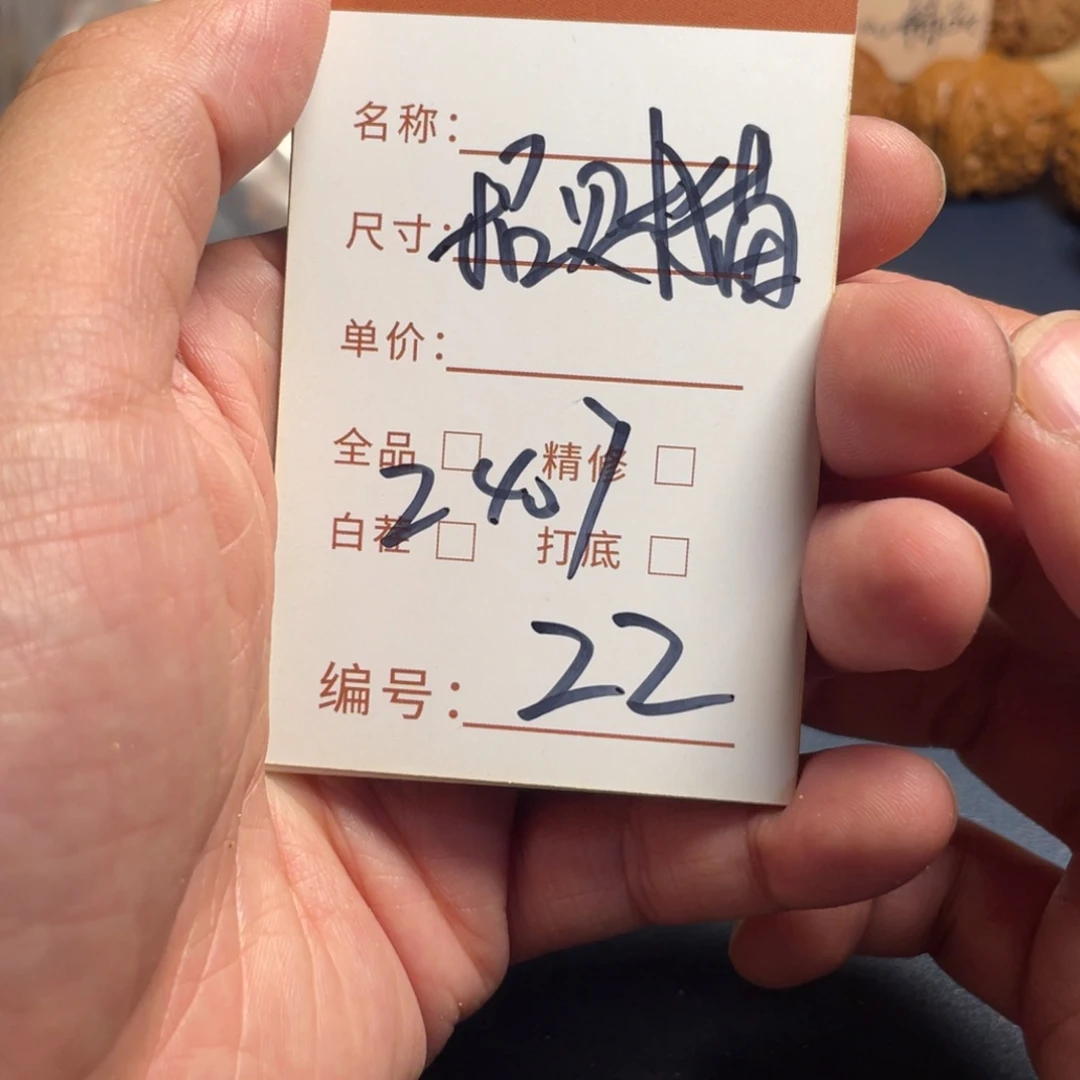 名称：
招财猫
尺寸：
单价：
全品 □ 精修 □
240)
白茬 □ 打底 □
编号：22